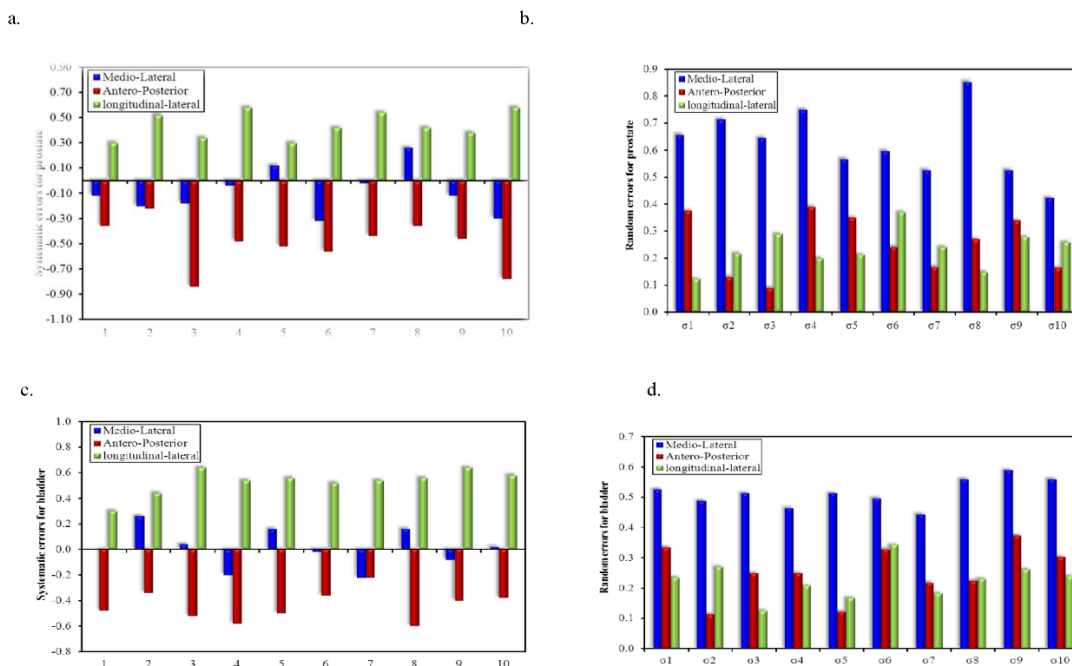 a.
b.
0.90
0.70
0.50
0.30
0.10
-0.10
-0.30
-0.50
-0.70
-0.90
-1.10
Systematic errors for prostate
Medio-Lateral
Antero-Posterior
longitudinal-lateral
1 2 3 4 5 6 7 8 9 10
0.9
0.8
0.7
0.6
0.5
0.4
0.3
0.2
0.1
0.0
Random errors for prostate
Medio-Lateral
Antero-Posterior
longitudinal-lateral
σ1 σ2 σ3 σ4 σ5 σ6 σ7 σ8 σ9 σ10
c.
d.
1.0
0.8
0.6
0.4
0.2
0.0
-0.2
-0.4
-0.6
-0.8
Systematic errors for bladder
Medio-Lateral
Antero-Posterior
longitudinal-lateral
1 2 3 4 5 6 7 8 9 10
0.7
0.6
0.5
0.4
0.3
0.2
0.1
0.0
Random errors for bladder
Medio-Lateral
Antero-Posterior
longitudinal-lateral
σ1 σ2 σ3 σ4 σ5 σ6 σ7 σ8 σ9 σ10